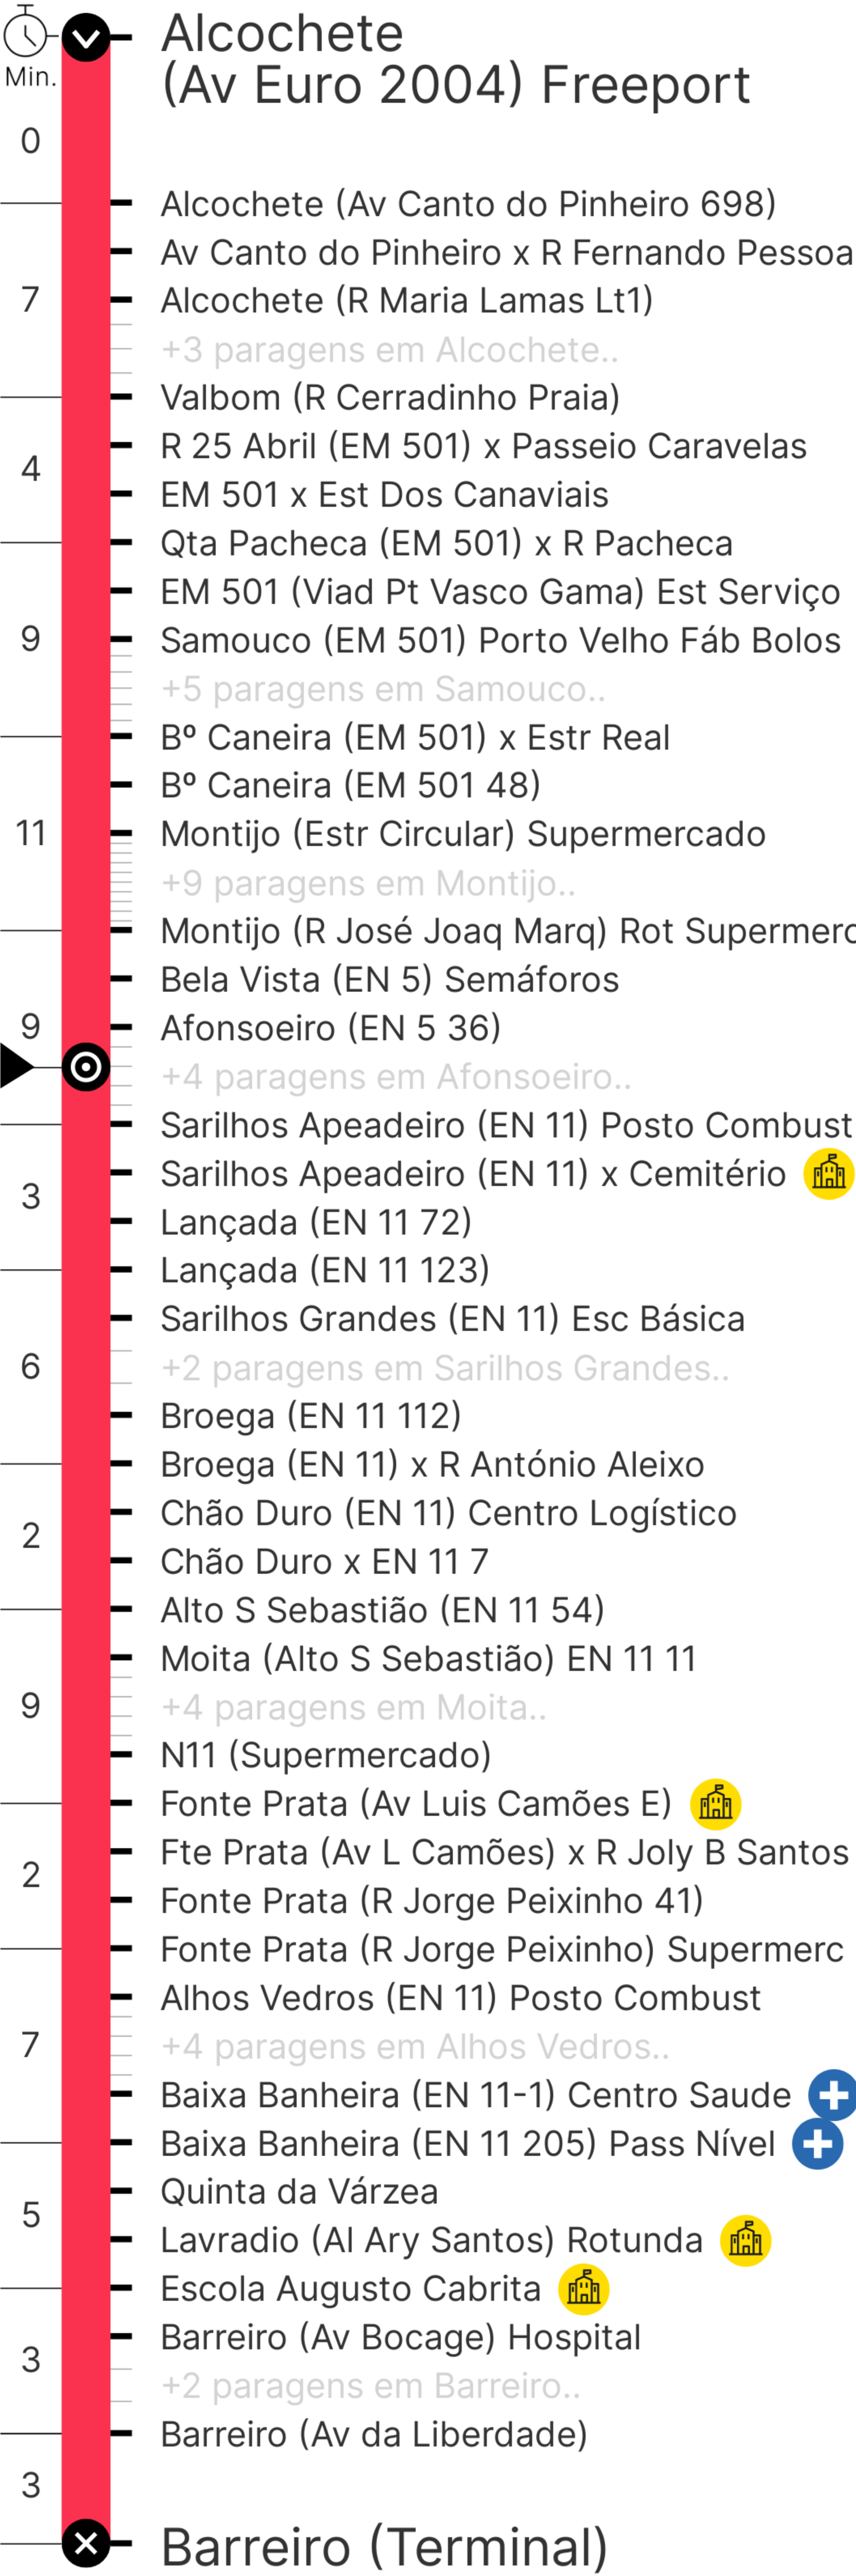 Min.
Alcochete
(Av Euro 2004) Freeport
0
Alcochete (Av Canto do Pinheiro 698)
Av Canto do Pinheiro x R Fernando Pessoa
7 Alcochete (R Maria Lamas Lt1)
+3 paragens em Alcochete..
Valbom (R Cerradinho Praia)
R 25 Abril (EM 501) x Passeio Caravelas
4
EM 501 x Est Dos Canaviais
Qta Pacheca (EM 501) x R Pacheca
EM 501 (Viad Pt Vasco Gama) Est Serviço
9 Samouco (EM 501) Porto Velho Fáb Bolos
+5 paragens em Samouco..
Bº Caneira (EM 501) x Estr Real
Bº Caneira (EM 501 48)
11 Montijo (Estr Circular) Supermercado
+9 paragens em Montijo..
Montijo (R José Joaq Marq) Rot Supermerc
Bela Vista (EN 5) Semáforos
9 Afonsoeiro (EN 5 36)
+4 paragens em Afonsoeiro..
Sarilhos Apeadeiro (EN 11) Posto Combust
Sarilhos Apeadeiro (EN 11) x Cemitério
3
Lançada (EN 11 72)
Lançada (EN 11 123)
Sarilhos Grandes (EN 11) Esc Básica
6 +2 paragens em Sarilhos Grandes..
Broega (EN 11 112)
Broega (EN 11) x R António Aleixo
Chão Duro (EN 11) Centro Logístico
2
Chão Duro x EN 11 7
Alto S Sebastião (EN 11 54)
Moita (Alto S Sebastião) EN 11 11
9 +4 paragens em Moita..
N11 (Supermercado)
Fonte Prata (Av Luis Camões E)
Fte Prata (Av L Camões) x R Joly B Santos
2
Fonte Prata (R Jorge Peixinho 41)
Fonte Prata (R Jorge Peixinho) Supermerc
Alhos Vedros (EN 11) Posto Combust
7 +4 paragens em Alhos Vedros..
Baixa Banheira (EN 11-1) Centro Saude
Baixa Banheira (EN 11 205) Pass Nível
Quinta da Várzea
5
Lavradio (Al Ary Santos) Rotunda
Escola Augusto Cabrita
Barreiro (Av Bocage) Hospital
3
+2 paragens em Barreiro..
Barreiro (Av da Liberdade)
3
Barreiro (Terminal)